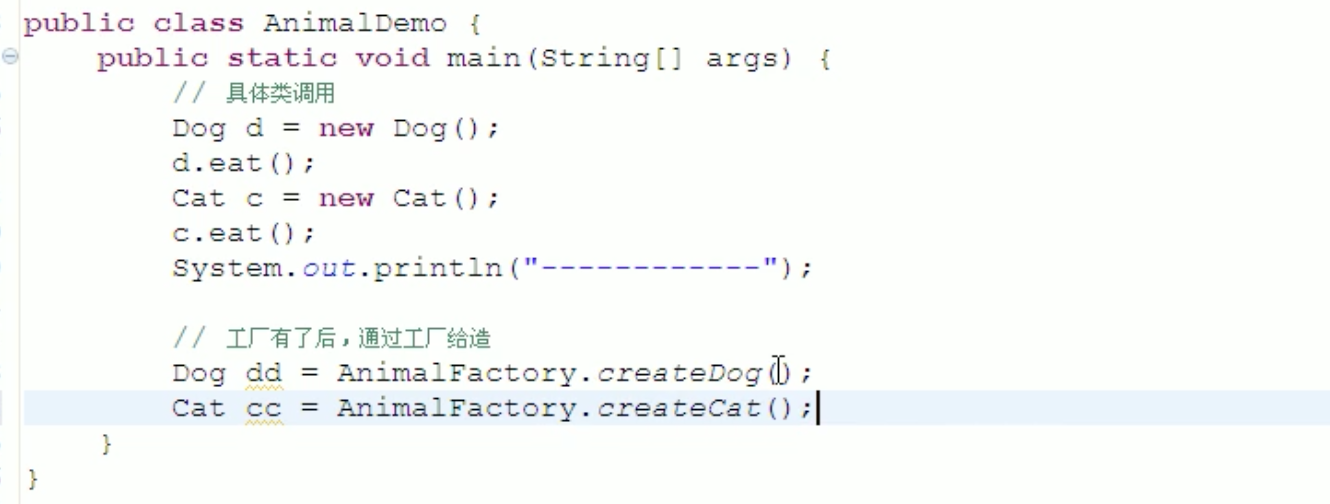 public class AnimalDemo {
public static void main(String[] args) {
// 具体类调用
Dog d = new Dog();
d.eat();
Cat c = new Cat();
c.eat();
System.out.println("------------");
// 工厂有了后，通过工厂给造
Dog dd = AnimalFactory.createDog();
Cat cc = AnimalFactory.createCat();
}
}